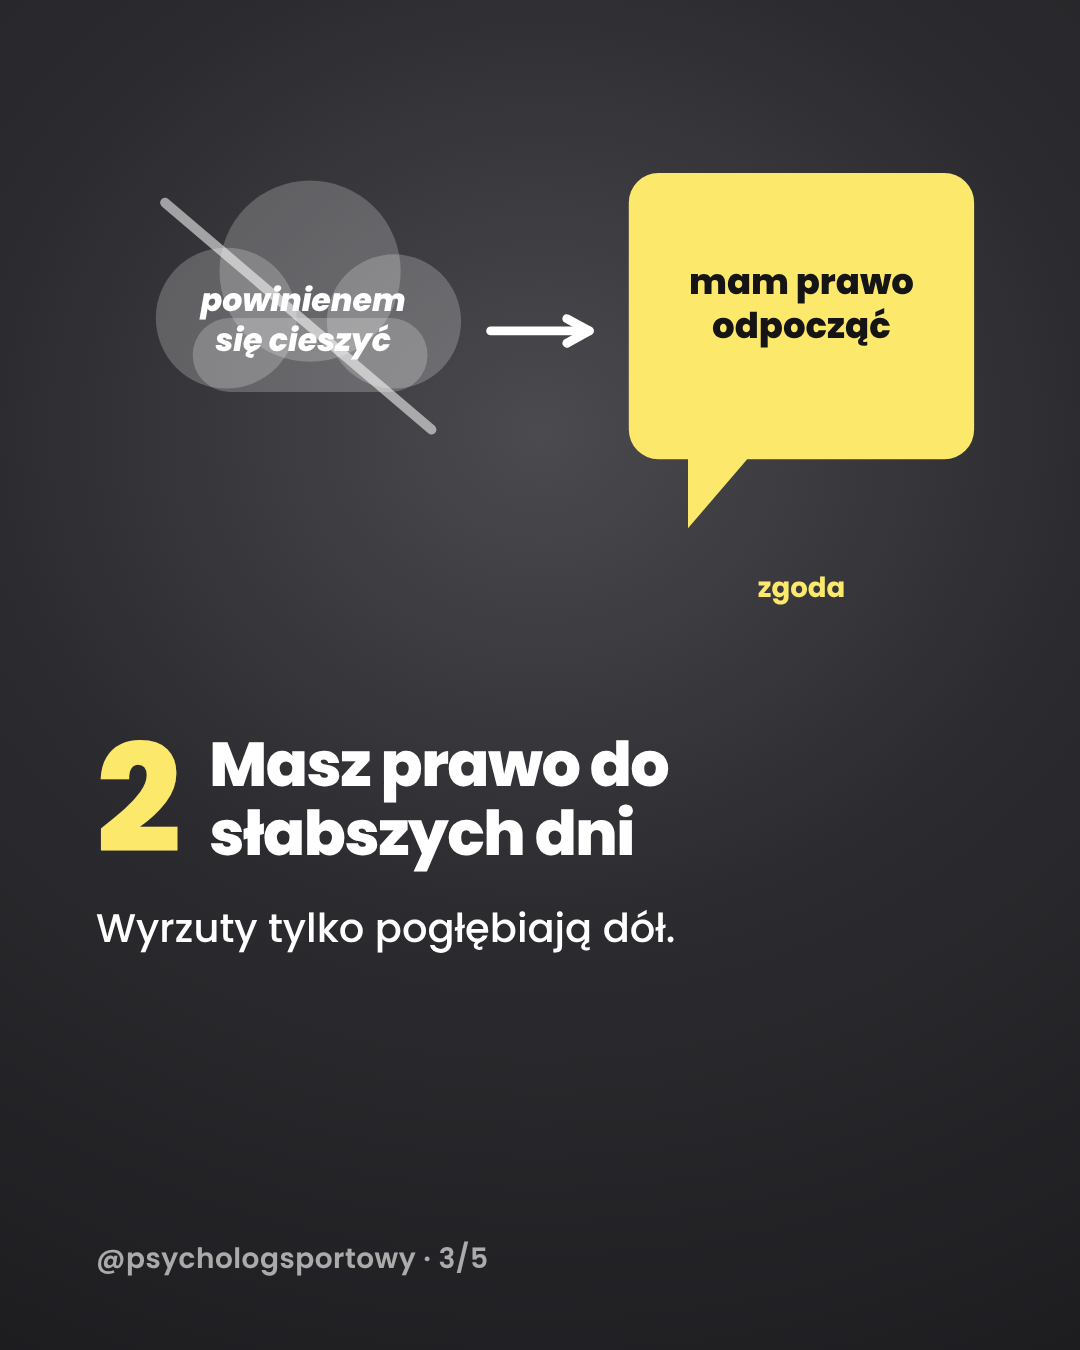 powinienem
się cieszyć
mam prawo
odpocząć
zgoda
2 Masz prawo do
słabszych dni
Wyrzuty tylko pogłębiają dół.
@psychologsportowy · 3/5